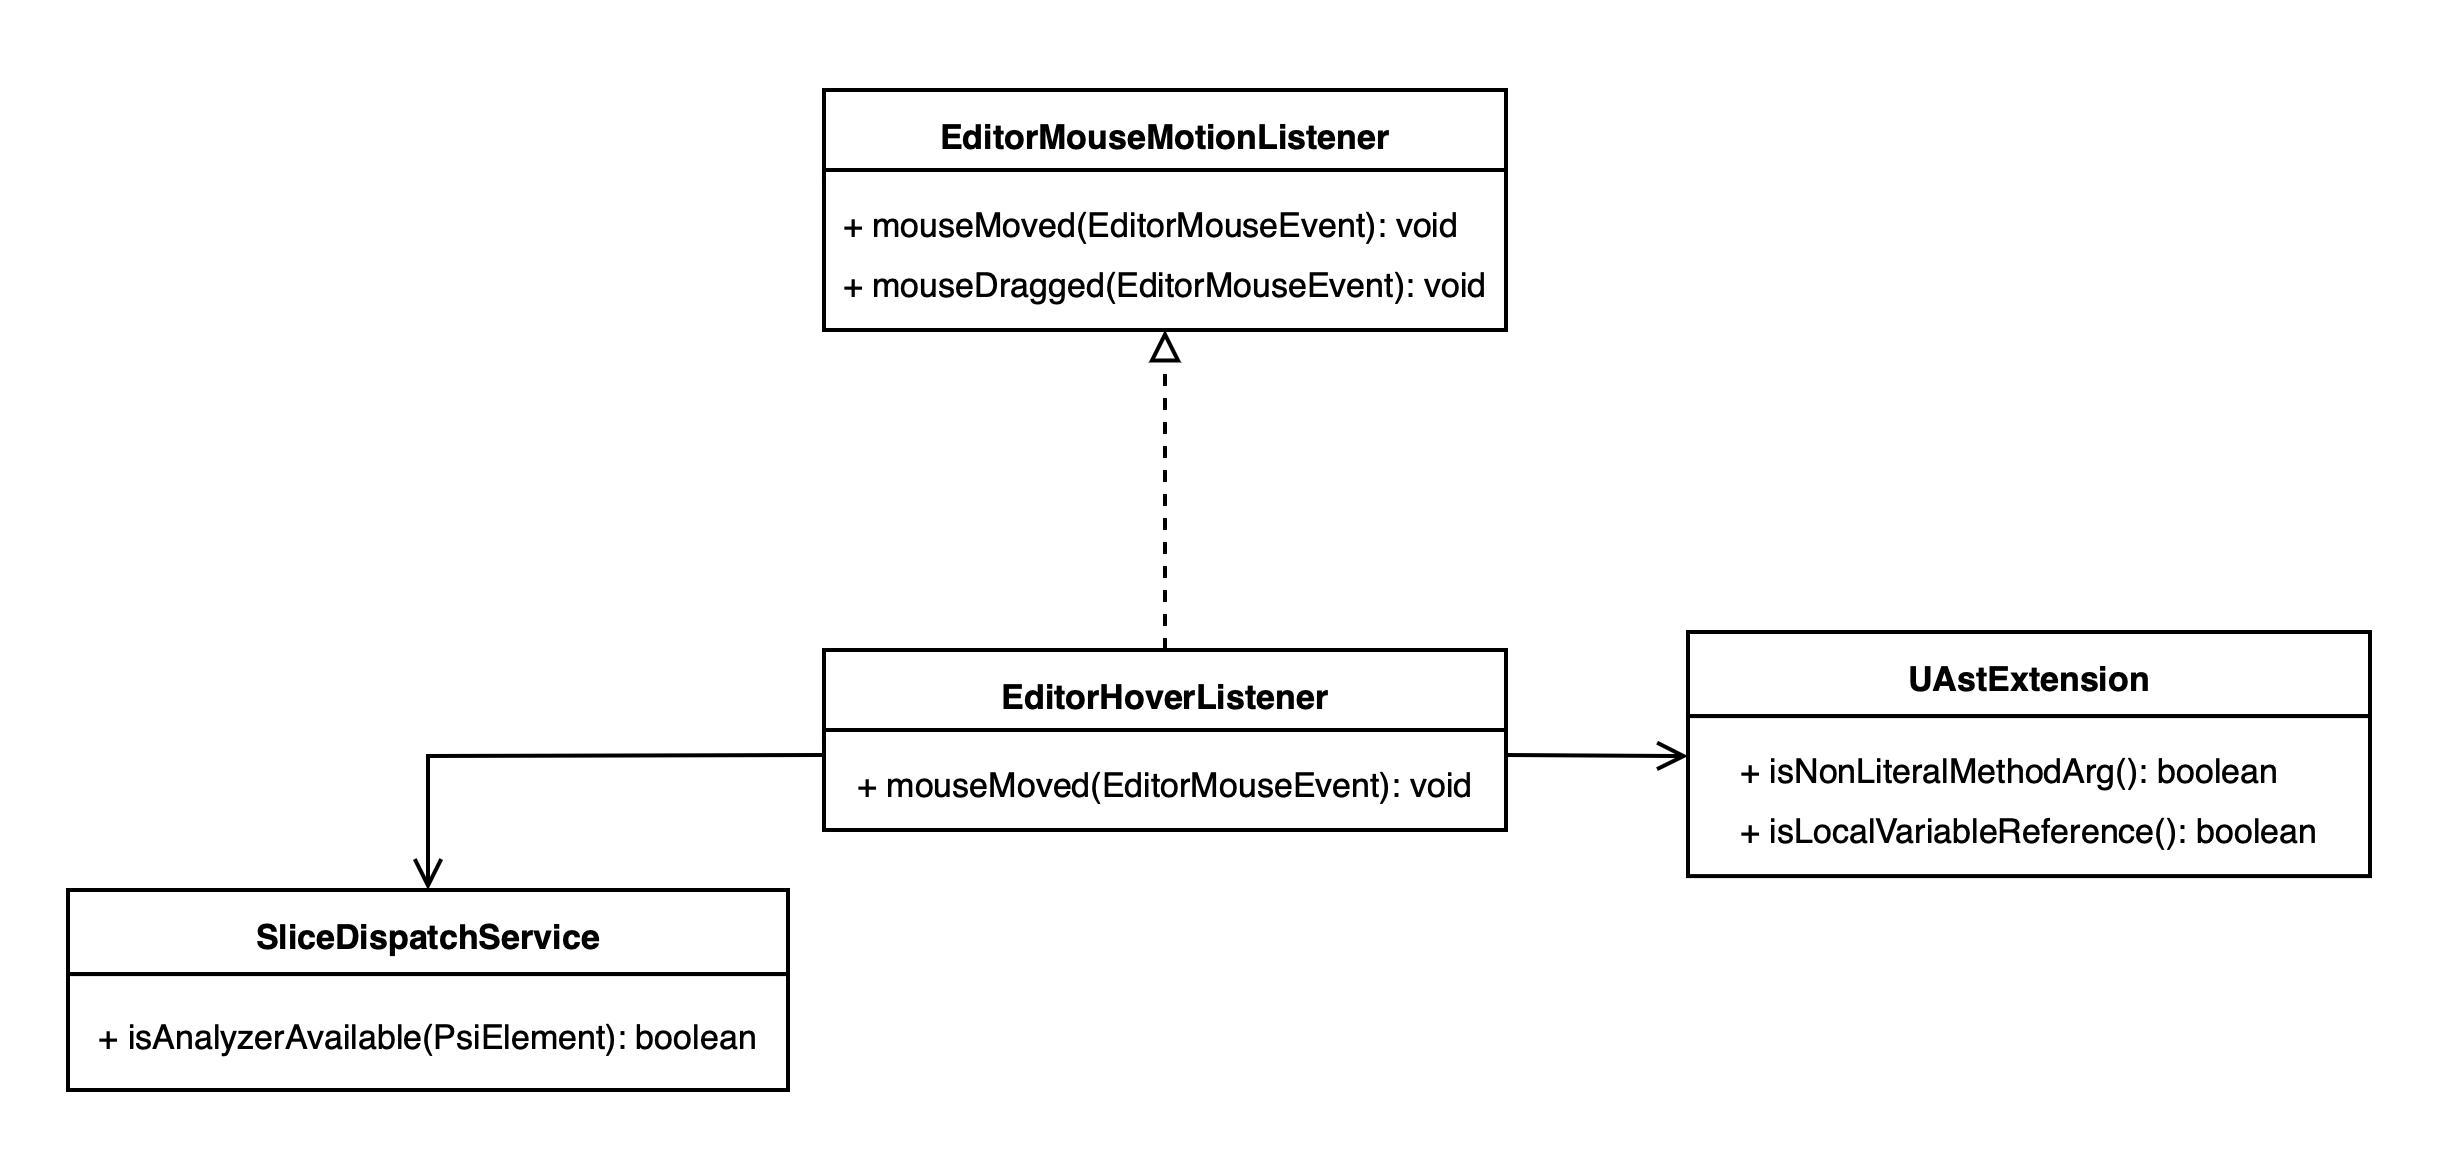 EditorMouseMotionListener
+ mouseMoved(EditorMouseEvent): void
+ mouseDragged(EditorMouseEvent): void
EditorHoverListener
+ mouseMoved(EditorMouseEvent): void
UAstExtension
+ isNonLiteralMethodArg(): boolean
+ isLocalVariableReference(): boolean
SliceDispatchService
+ isAnalyzerAvailable(PsiElement): boolean